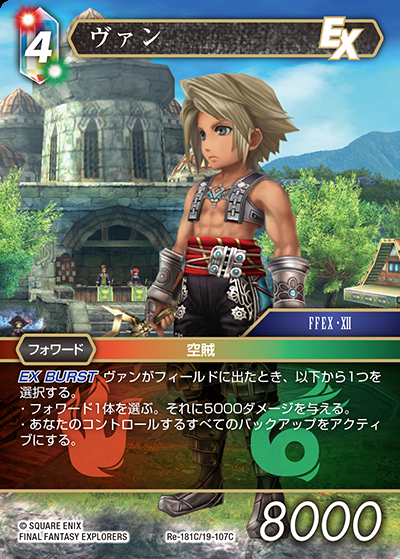 4
ヴァン
EX
FFEX・XII
フォワード
空賊
EX BURST ヴァンがフィールドに出たとき、以下から1つを
選択する。
・フォワード1体を選ぶ。それに5000ダメージを与える。
・あなたのコントロールするすべてのバックアップをアクティ
ブにする。
© SQUARE ENIX
FINAL FANTASY EXPLORERS
Re-181C/19-107C
8000